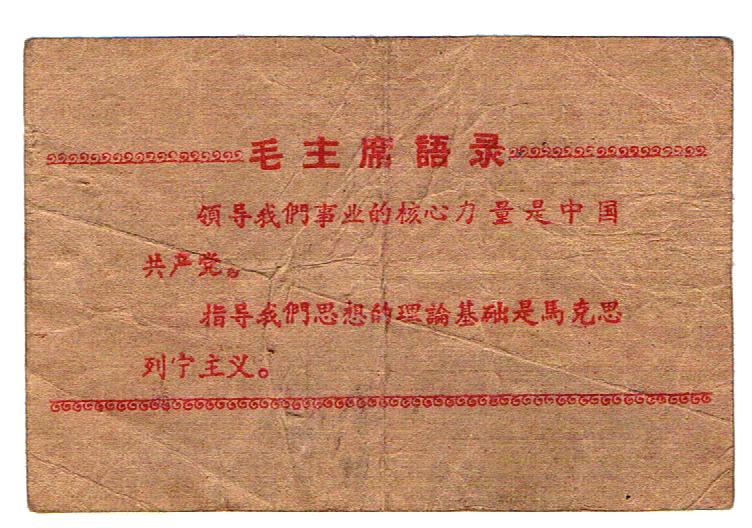 毛主席語录
領导我們事业的核心力量是中国
共产党。
指导我們思想的理論基础是馬克思
列宁主义。